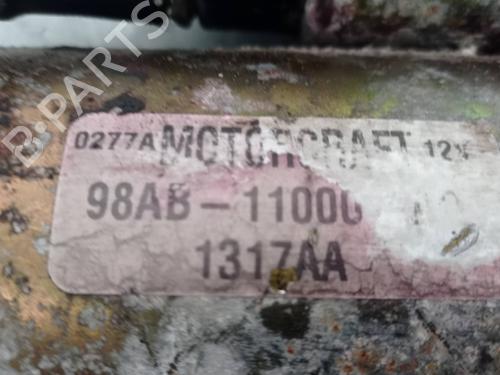 B-PARTS
0277A MOTORCRAFT 12V
98AB-11000
1317AA